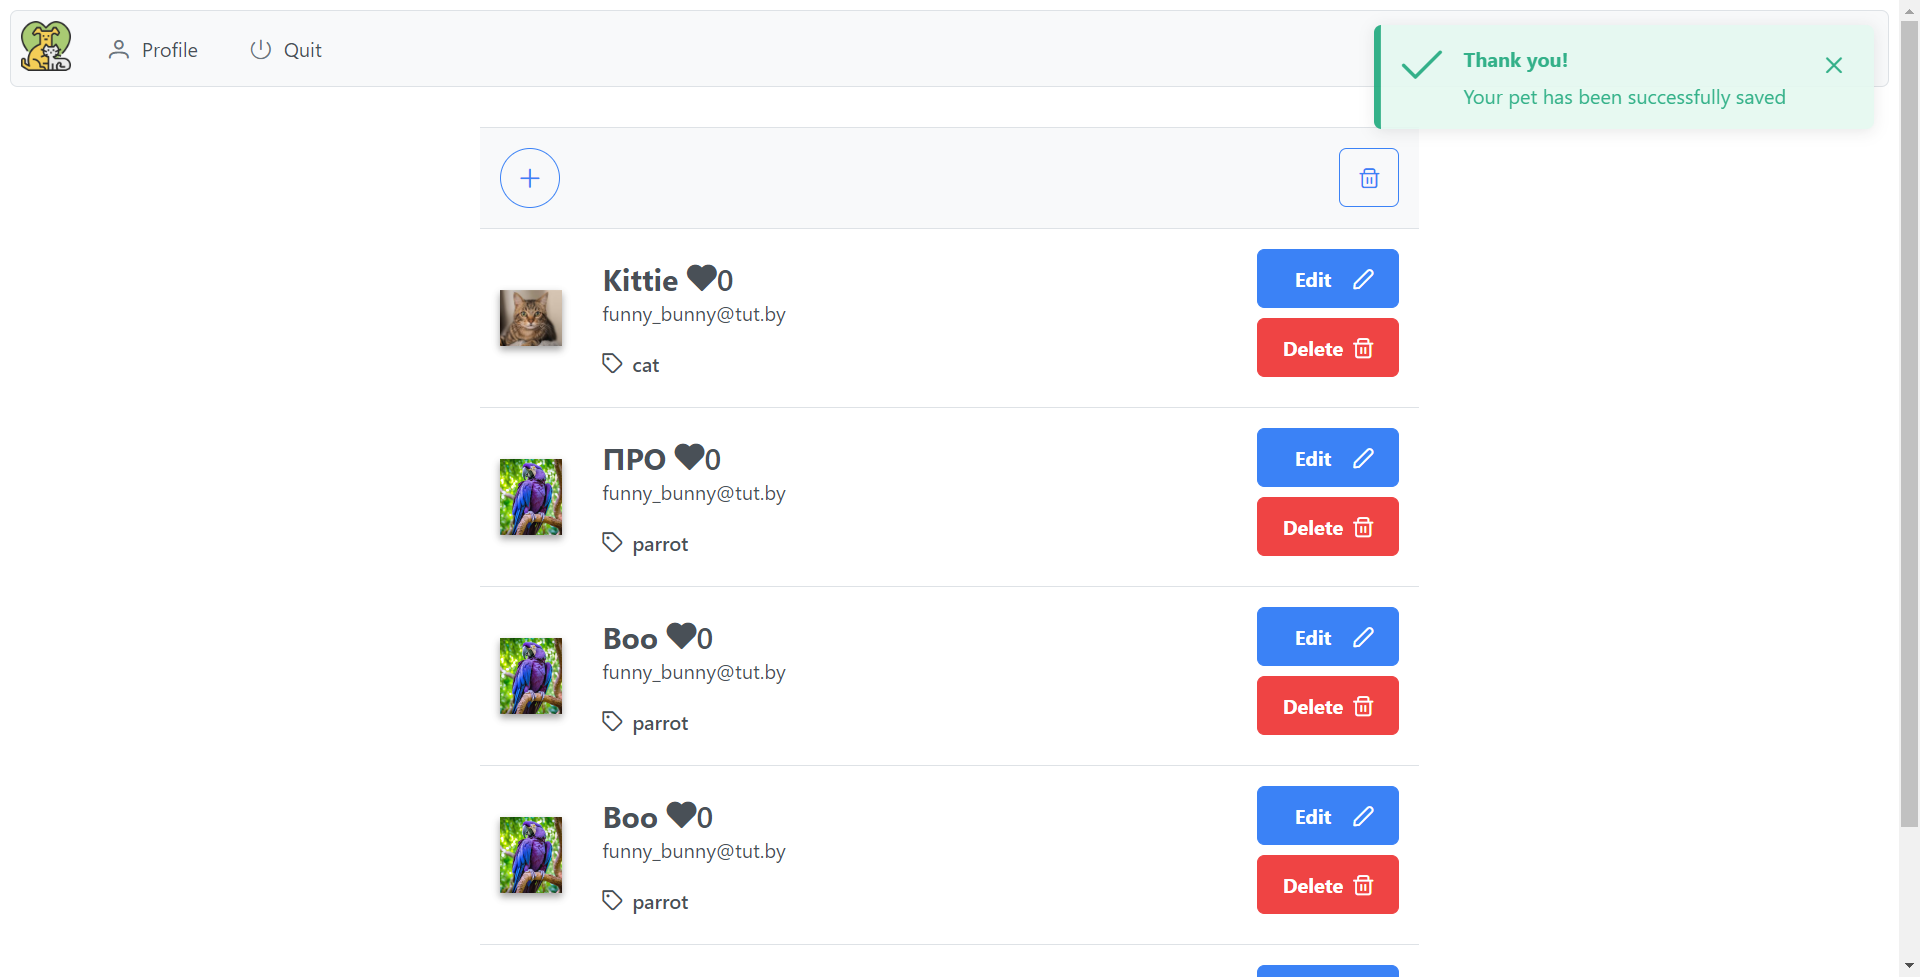 Profile
Quit
Thank you!
Your pet has been successfully saved
Kittie 0
funny_bunny@tut.by
cat
Edit
Delete
ПРО 0
funny_bunny@tut.by
parrot
Edit
Delete
Boo 0
funny_bunny@tut.by
parrot
Edit
Delete
Boo 0
funny_bunny@tut.by
parrot
Edit
Delete